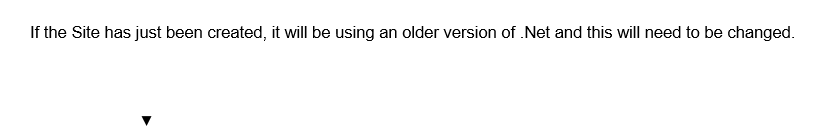 If the Site has just been created, it will be using an older version of .Net and this will need to be changed.